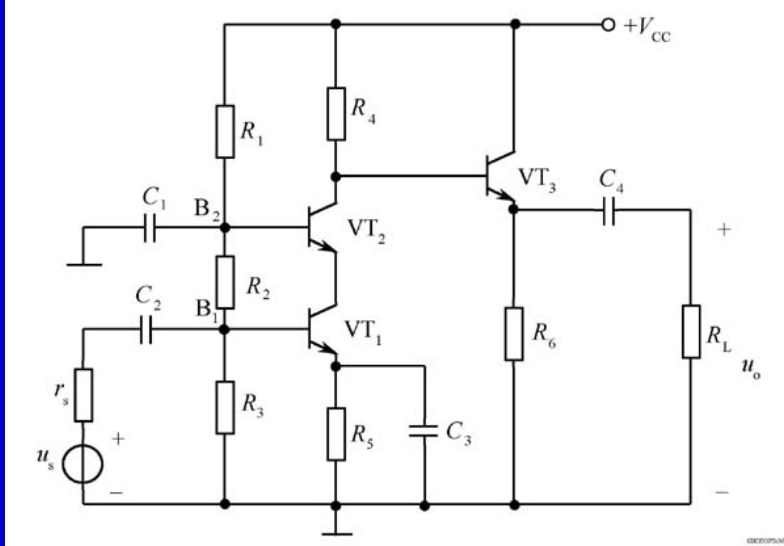 +V_CC
R_4
R_1
VT_3
C_4
C_1
B_2
VT_2
+
R_2
C_2
B_1
VT_1
R_6
R_L
u_o
r_s
R_3
R_5
C_3
+
u_s
−
−